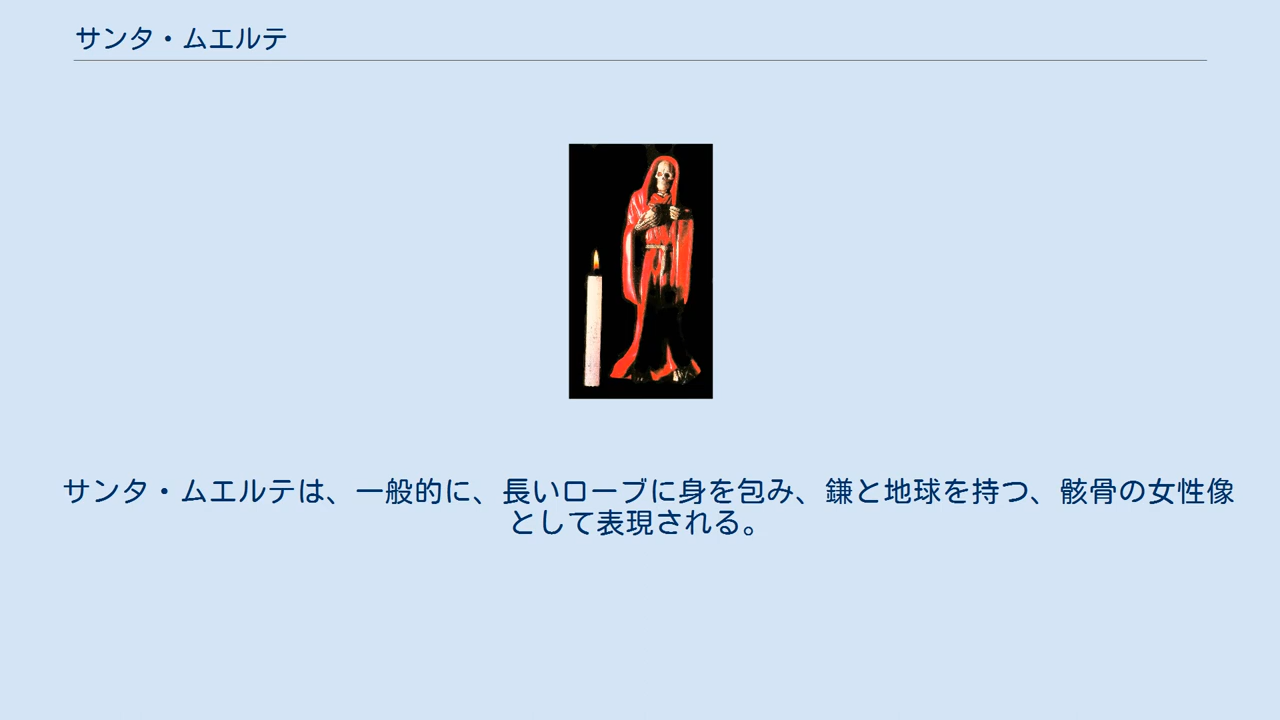 サンタ・ムエルテ
サンタ・ムエルテは、一般的に、長いローブに身を包み、鎌と地球を持つ、骸骨の女性像
として表現される。